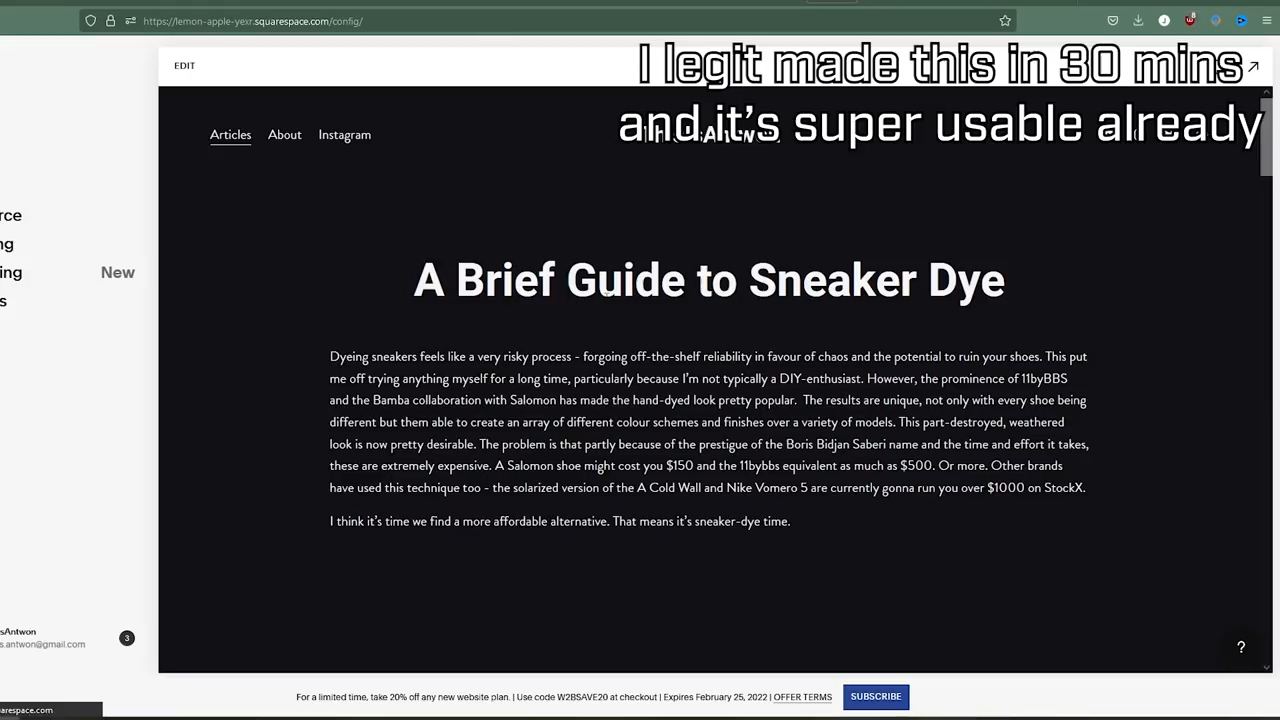 https://lemon-apple-yexr.squarespace.com/config/
EDIT
I legit made this in 30 mins
and it's super usable already
Articles
About
Instagram
rce
ng
ing
New
s
A Brief Guide to Sneaker Dye
Dyeing sneakers feels like a very risky process - forgoing off-the-shelf reliability in favour of chaos and the potential to ruin your shoes. This put
me off trying anything myself for a long time, particularly because I'm not typically a DIY-enthusiast. However, the prominence of 11byBBS
and the Bamba collaboration with Salomon has made the hand-dyed look pretty popular. The results are unique, not only with every shoe being
different but them able to create an array of different colour schemes and finishes over a variety of models. This part-destroyed, weathered
look is now pretty desirable. The problem is that partly because of the prestigue of the Boris Bidjan Saberi name and the time and effort it takes,
these are extremely expensive. A Salomon shoe might cost you $150 and the 11bybbs equivalent as much as $500. Or more. Other brands
have used this technique too - the solarized version of the A Cold Wall and Nike Vomero 5 are currently gonna run you over $1000 on StockX.
I think it's time we find a more affordable alternative. That means it's sneaker-dye time.
sAntwon
s.antwon@gmail.com
3
?
For a limited time, take 20% off any new website plan. | Use code W2BSAVE20 at checkout | Expires February 25, 2022 | OFFER TERMS
SUBSCRIBE
quarespace.com